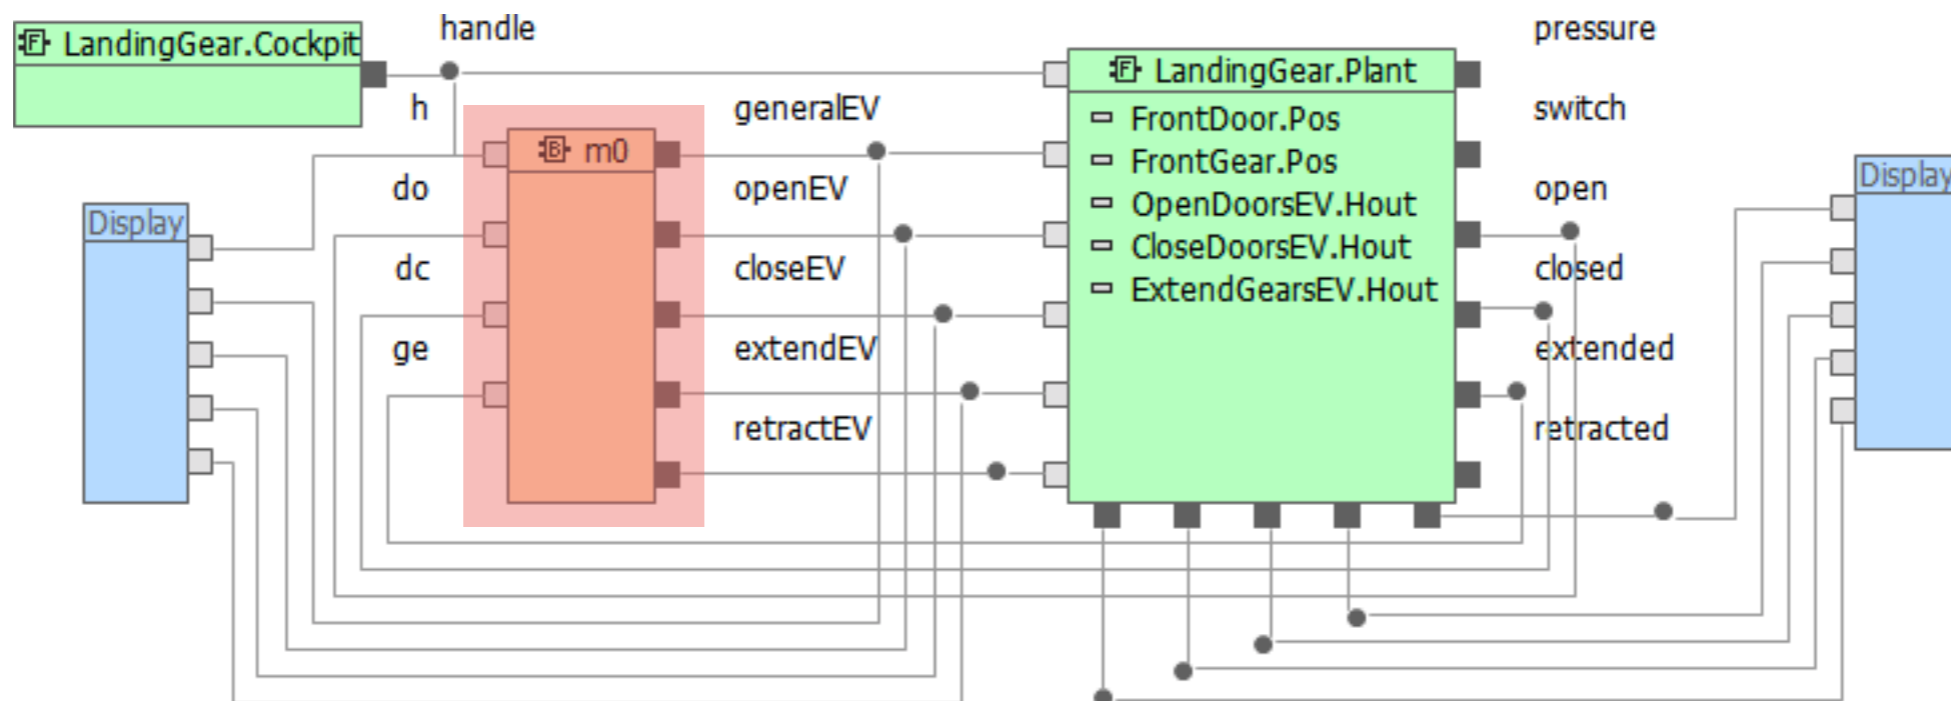 handle
pressure
LandingGear.Cockpit
LandingGear.Plant
h
generalEV
switch
FrontDoor.Pos
m0
FrontGear.Pos
Display
do
openEV
open
OpenDoorsEV.Hout
Display
CloseDoorsEV.Hout
dc
closeEV
closed
ExtendGearsEV.Hout
ge
extendEV
extended
retractEV
retracted